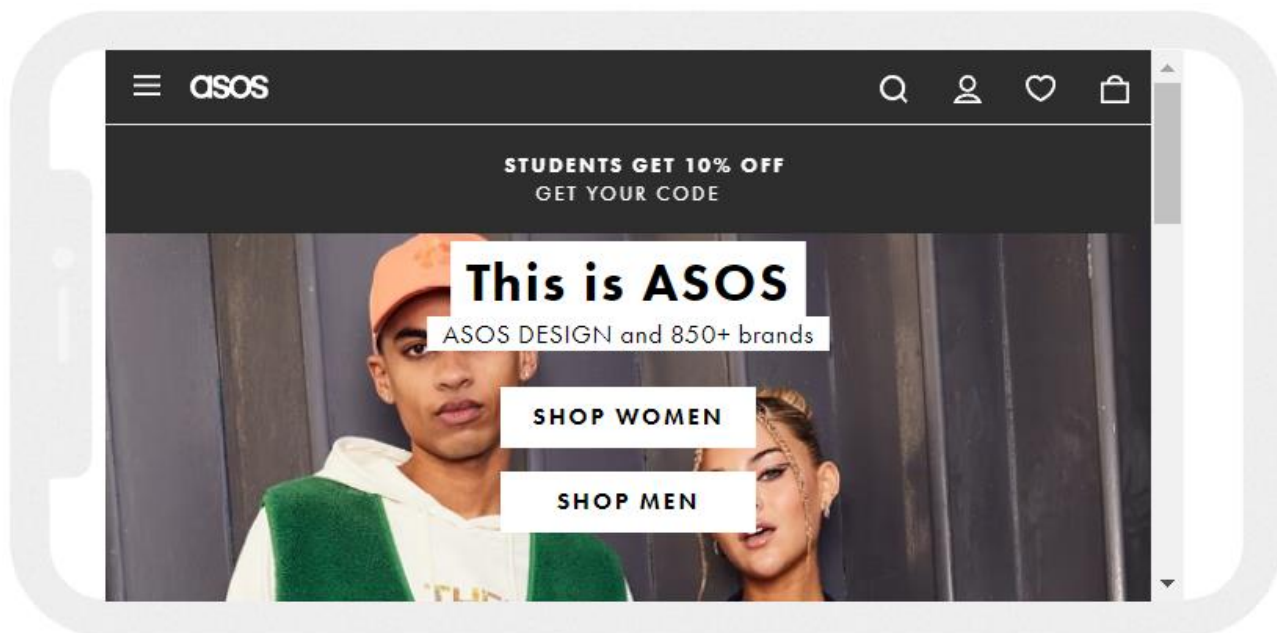 asos
STUDENTS GET 10% OFF
GET YOUR CODE
This is ASOS
ASOS DESIGN and 850+ brands
SHOP WOMEN
SHOP MEN